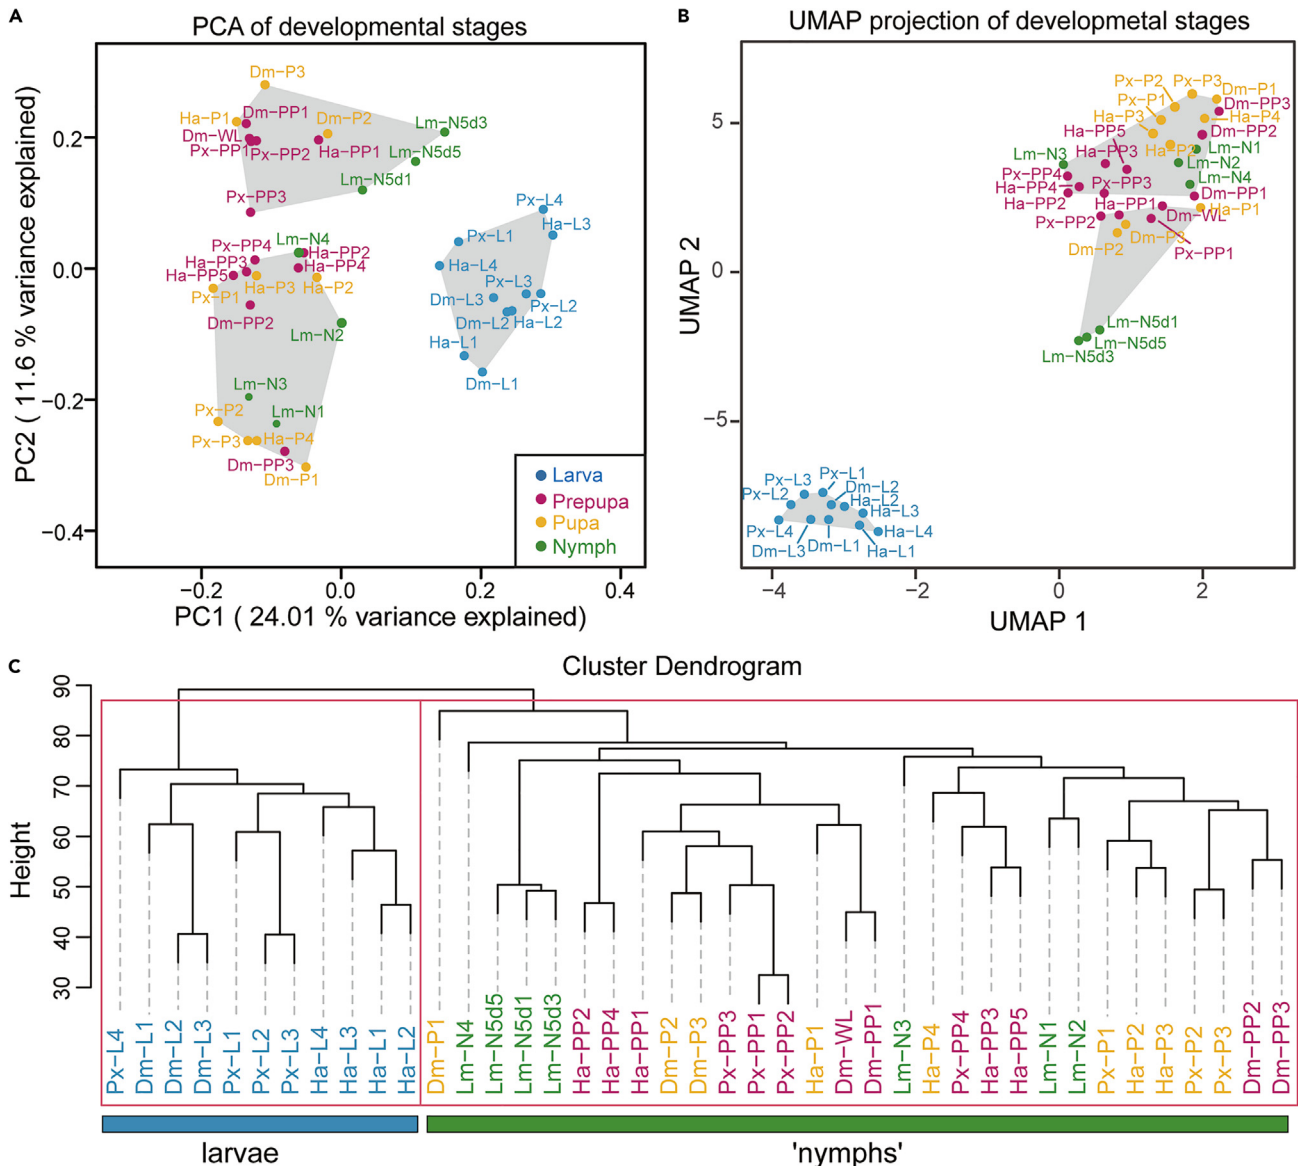 A
PCA of developmental stages
PC2 ( 11.6 % variance explained)
0.2
0.0
−0.2
−0.4
−0.2
0.0
0.2
0.4
PC1 ( 24.01 % variance explained)
Dm−P3
Ha−P1
Dm−PP1
Dm−P2
Lm−N5d3
Dm−WL
Px−PP1
Px−PP2
Ha−PP1
Lm−N5d5
Lm−N5d1
Px−PP3
Px−L4
Ha−L3
Px−L1
Px−PP4
Lm−N4
Ha−PP2
Ha−PP3
Ha−PP4
Ha−L4
Ha−PP5
Px−P1
Ha−P3
Ha−P2
Px−L3
Dm−L3
Px−L2
Dm−PP2
Dm−L2
Ha−L2
Lm−N2
Ha−L1
Dm−L1
Lm−N3
Px−P2
Lm−N1
Px−P3
Ha−P4
Dm−PP3
Dm−P1
Larva
Prepupa
Pupa
Nymph
B
UMAP projection of developmetal stages
UMAP 2
5
0
−5
−4
−2
0
2
UMAP 1
Px−P2
Px−P3
Dm−P1
Px−P1
Dm−PP3
Ha−P3
Ha−P4
Ha−PP5
Dm−PP2
Ha−P2
Lm−N1
Lm−N3
Ha−PP3
Lm−N2
Px−PP4
Px−PP3
Lm−N4
Ha−PP4
Dm−PP1
Ha−PP2
Ha−PP1
Ha−P1
Px−PP2
Dm−WL
Dm−P3
Dm−P2
Px−PP1
Lm−N5d1
Lm−N5d5
Lm−N5d3
Px−L1
Px−L3
Dm−L2
Px−L2
Ha−L2
Ha−L3
Px−L4
Ha−L4
Dm−L3
Dm−L1
Ha−L1
C
Cluster Dendrogram
Height
90
80
70
60
50
40
30
Px−L4
Dm−L1
Dm−L2
Dm−L3
Px−L1
Px−L2
Px−L3
Ha−L4
Ha−L3
Ha−L1
Ha−L2
Dm−P1
Lm−N4
Lm−N5d5
Lm−N5d1
Lm−N5d3
Ha−PP2
Ha−PP4
Ha−PP1
Dm−P2
Dm−P3
Px−PP3
Px−PP1
Px−PP2
Ha−P1
Dm−WL
Dm−PP1
Lm−N3
Ha−P4
Px−PP4
Ha−PP3
Ha−PP5
Lm−N1
Lm−N2
Px−P1
Ha−P2
Ha−P3
Px−P2
Px−P3
Dm−PP2
Dm−PP3
larvae
'nymphs'